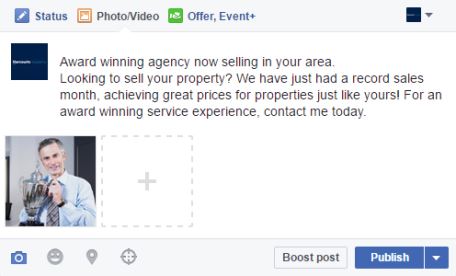 Status Photo/Video Offer, Event+
Award winning agency now selling in your area.
Looking to sell your property? We have just had a record sales
month, achieving great prices for properties just like yours! For an
award winning service experience, contact me today.
Boost post Publish